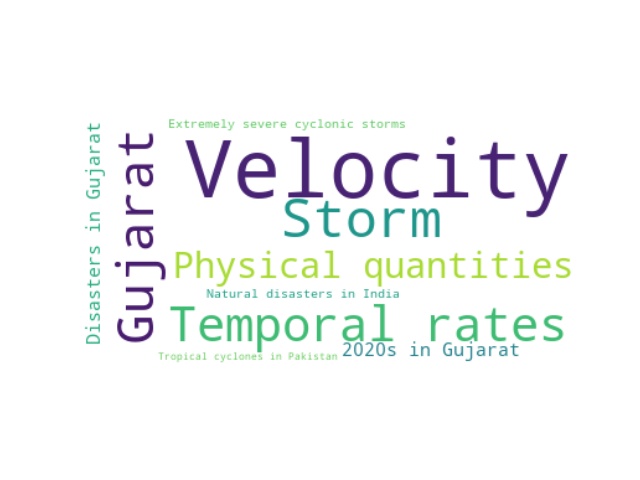 Extremely severe cyclonic storms
Disasters in Gujarat
Gujarat
Velocity
Storm
Physical quantities
Natural disasters in India
Temporal rates
2020s in Gujarat
Tropical cyclones in Pakistan